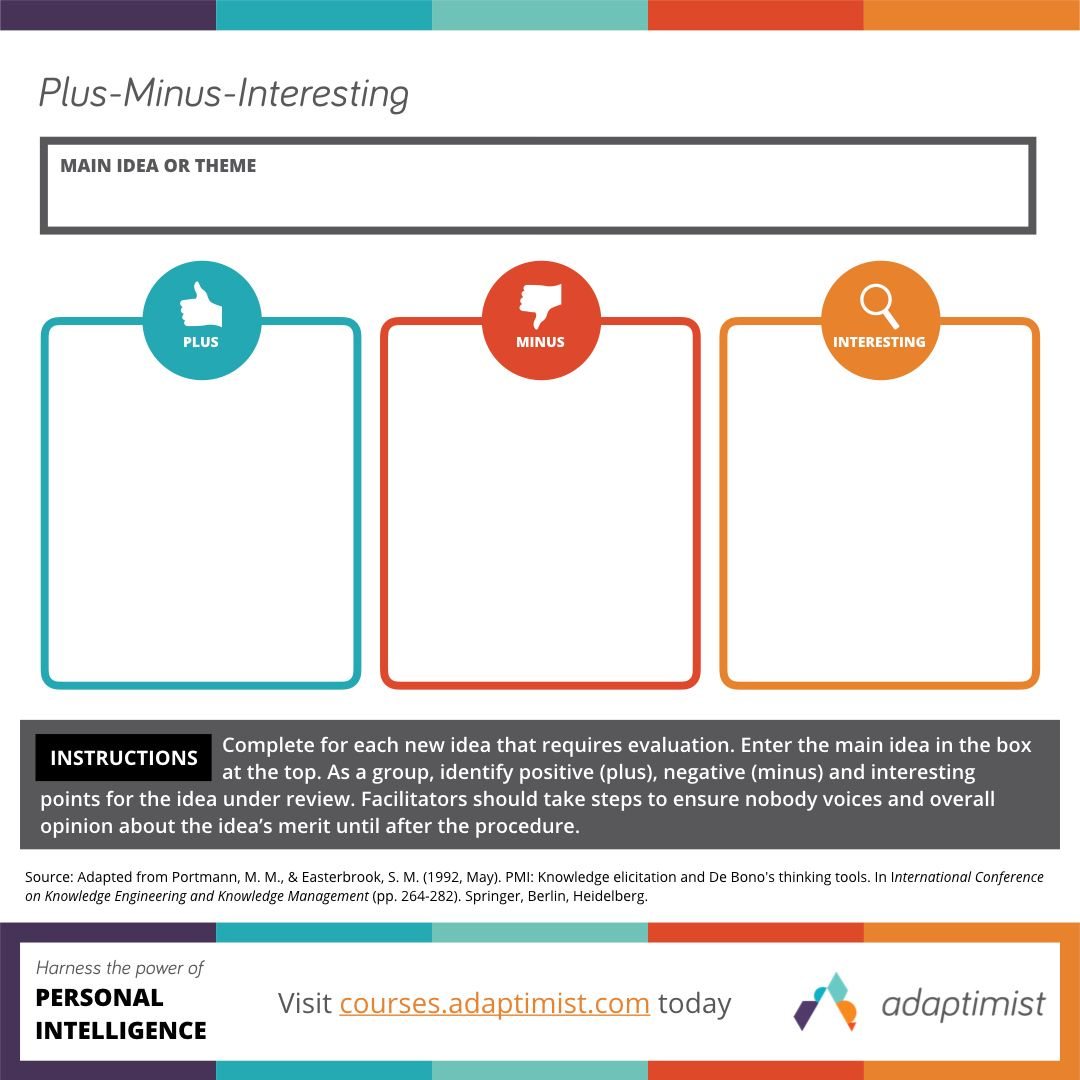 Plus-Minus-Interesting
MAIN IDEA OR THEME
PLUS
MINUS
INTERESTING
INSTRUCTIONS
Complete for each new idea that requires evaluation. Enter the main idea in the box
at the top. As a group, identify positive (plus), negative (minus) and interesting
points for the idea under review. Facilitators should take steps to ensure nobody voices and overall
opinion about the idea's merit until after the procedure.
Source: Adapted from Portmann, M. M., & Easterbrook, S. M. (1992, May). PMI: Knowledge elicitation and De Bono's thinking tools. In International Conference
on Knowledge Engineering and Knowledge Management (pp. 264-282). Springer, Berlin, Heidelberg.
Harness the power of
PERSONAL
INTELLIGENCE
Visit courses.adaptimist.com today
adaptimist